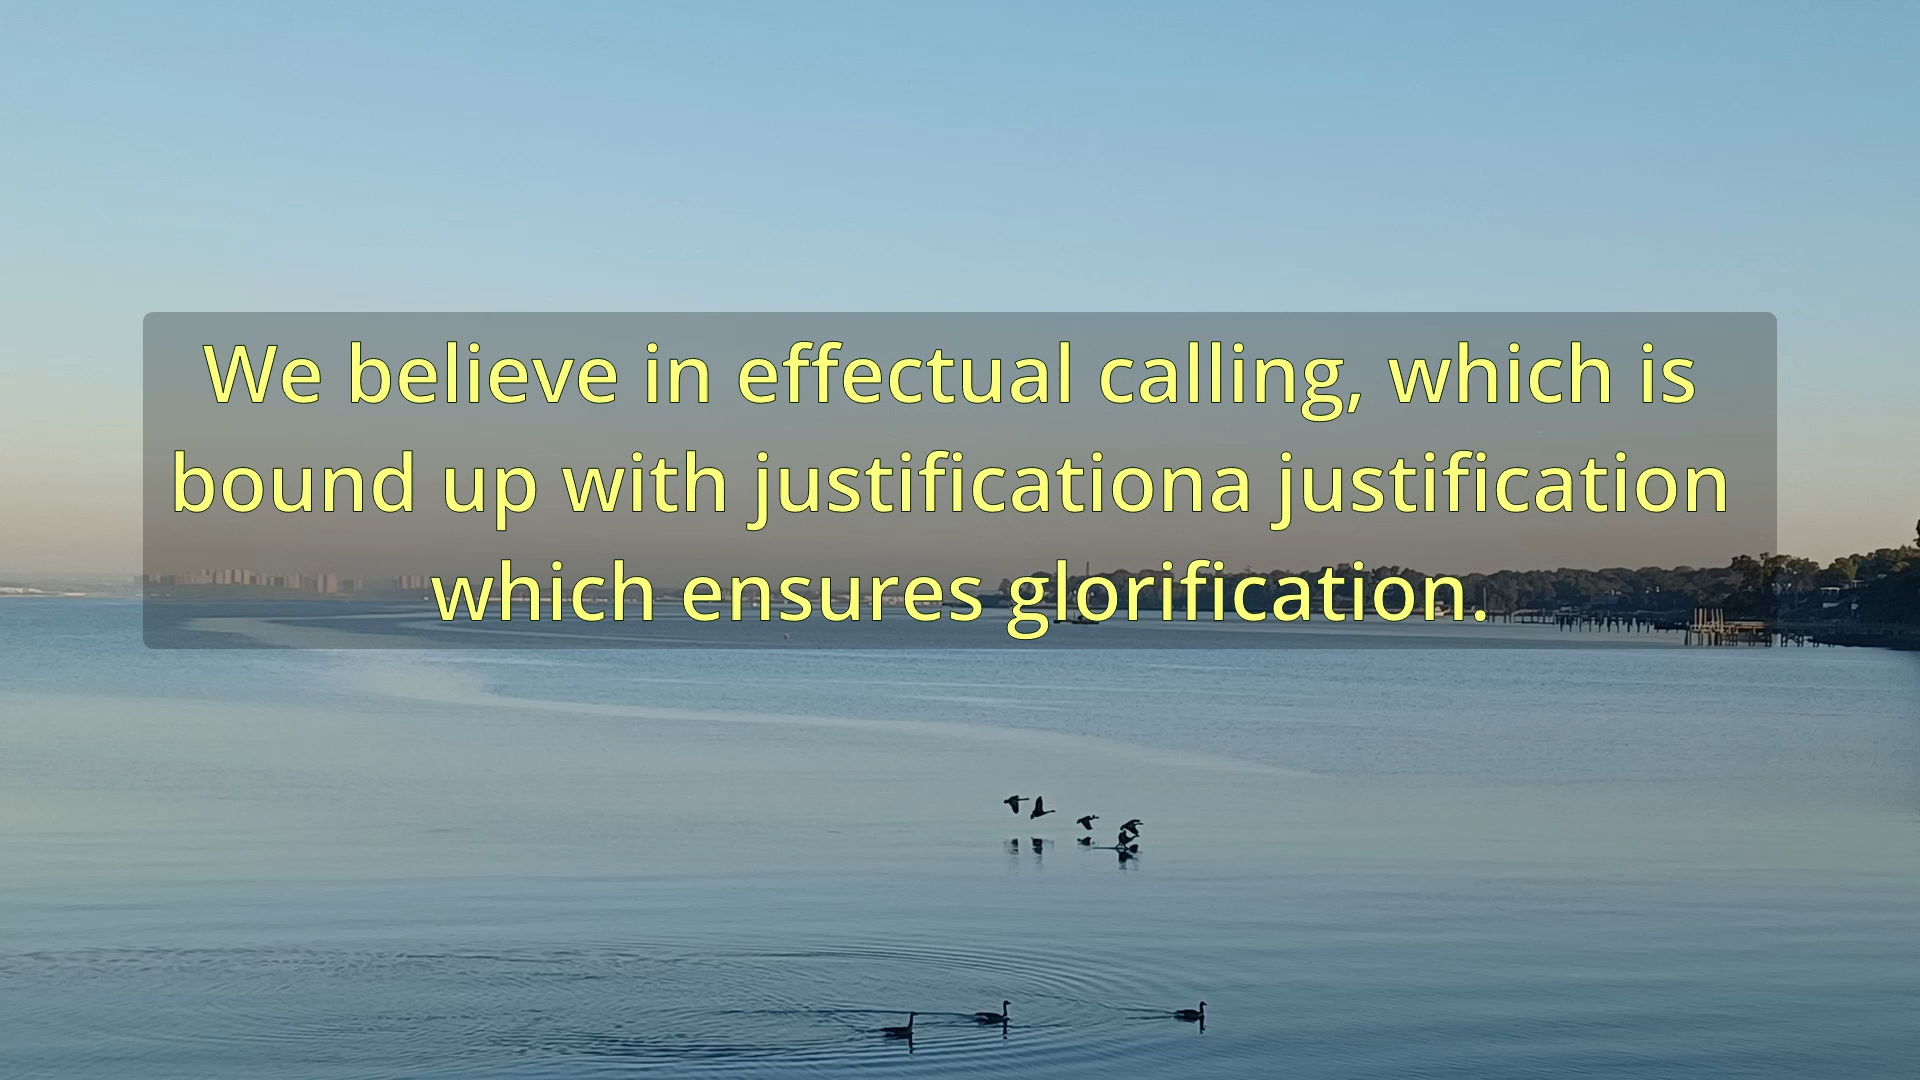 We believe in effectual calling, which is
bound up with justificationa justification
which ensures glorification.